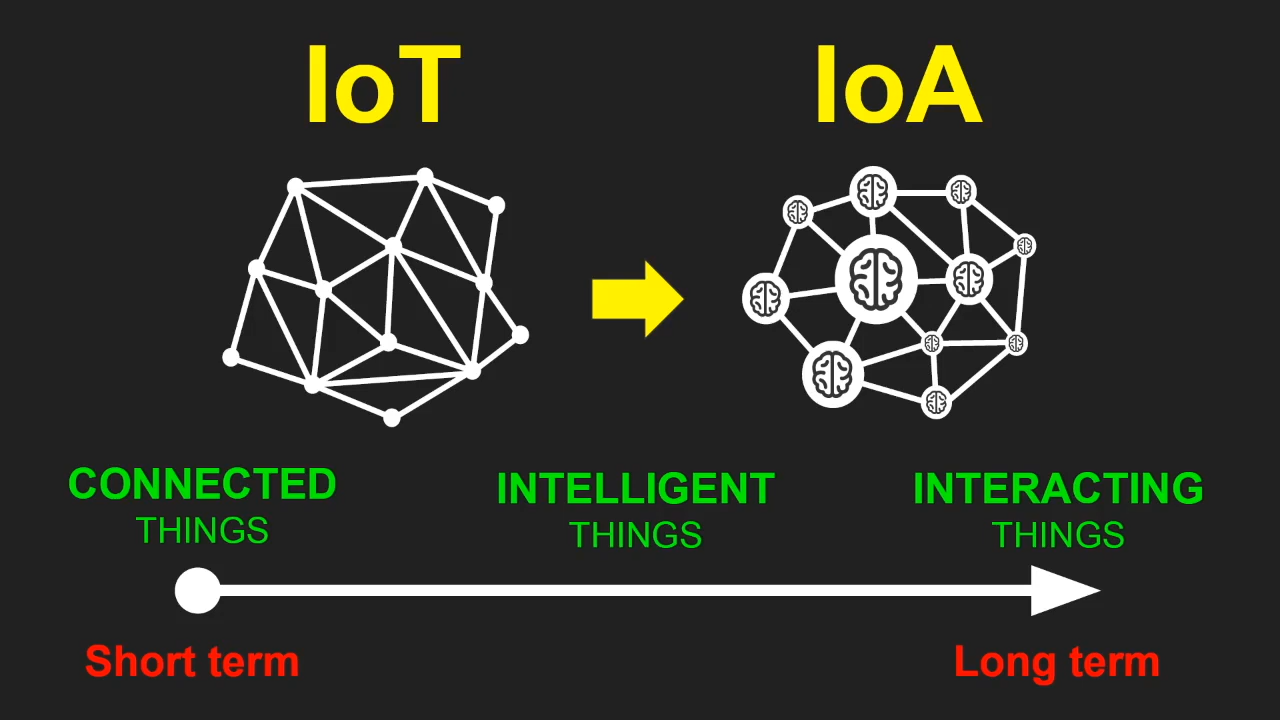 IoT
IoA
CONNECTED
THINGS
INTELLIGENT
THINGS
INTERACTING
THINGS
Short term
Long term